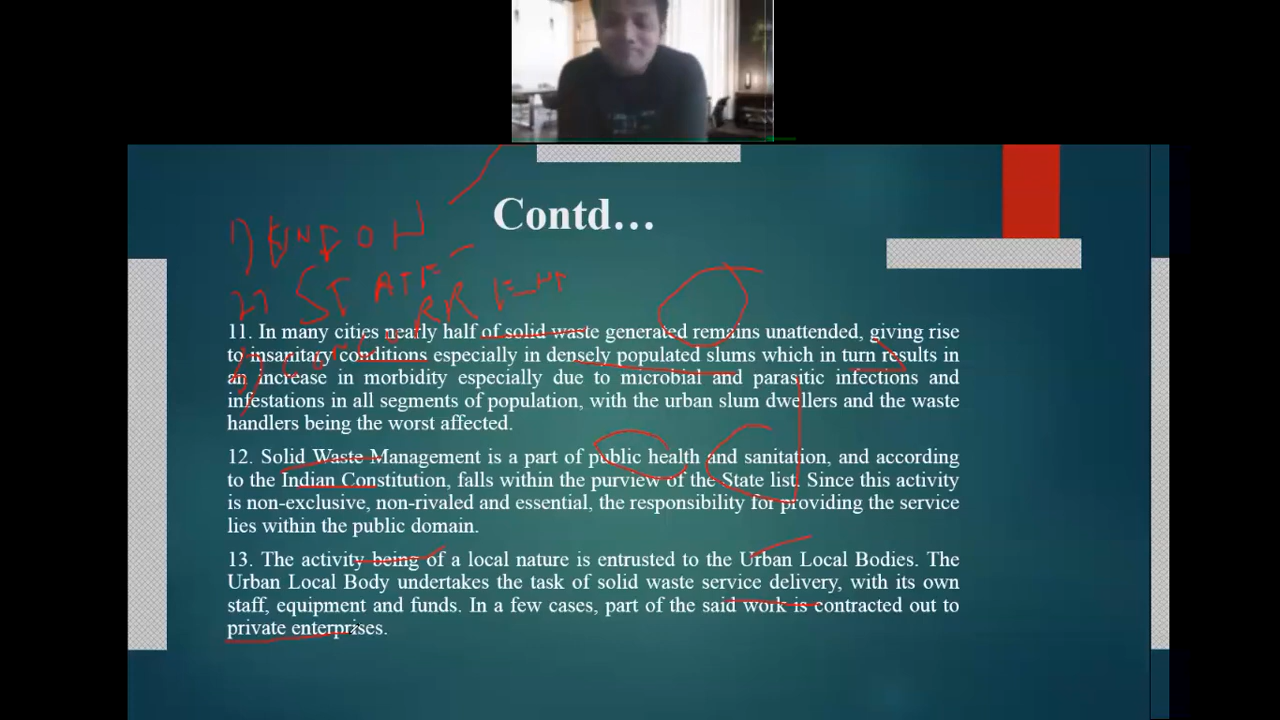 Contd…
1) UNION
2) STATE
3) CONCURRENT
11. In many cities nearly half of solid waste generated remains unattended, giving rise
to insanitary conditions especially in densely populated slums which in turn results in
an increase in morbidity especially due to microbial and parasitic infections and
infestations in all segments of population, with the urban slum dwellers and the waste
handlers being the worst affected.
12. Solid Waste Management is a part of public health and sanitation, and according
to the Indian Constitution, falls within the purview of the State list. Since this activity
is non-exclusive, non-rivaled and essential, the responsibility for providing the service
lies within the public domain.
13. The activity being of a local nature is entrusted to the Urban Local Bodies. The
Urban Local Body undertakes the task of solid waste service delivery, with its own
staff, equipment and funds. In a few cases, part of the said work is contracted out to
private enterprises.